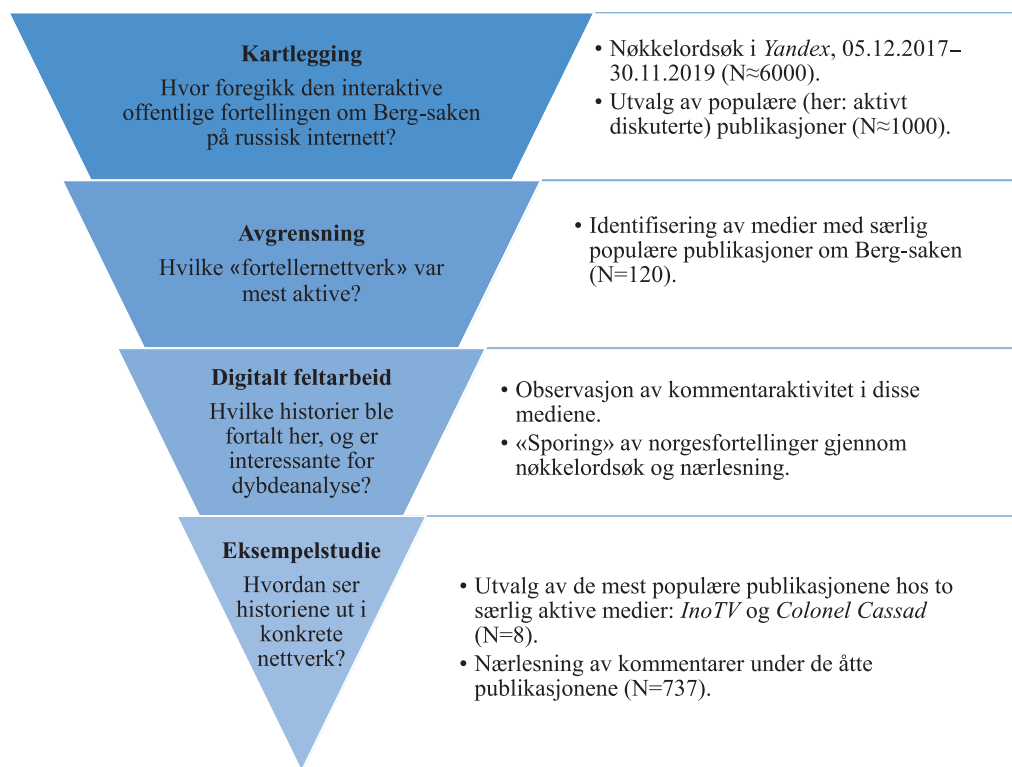 Kartlegging
Hvor foregikk den interaktive
offentlige fortellingen om Berg-saken
på russisk internett?
• Nøkkelordsøk i Yandex, 05.12.2017–
30.11.2019 (N≈6000).
• Utvalg av populære (her: aktivt
diskuterte) publikasjoner (N≈1000).
Avgrensning
Hvilke «fortellernettverk» var
mest aktive?
• Identifisering av medier med særlig
populære publikasjoner om Berg-saken
(N=120).
Digitalt feltarbeid
Hvilke historier ble
fortalt her, og er
interessante for
dybdeanalyse?
• Observasjon av kommentaraktivitet i disse
mediene.
• «Sporing» av norgesfortellinger gjennom
nøkkelordsøk og nærlesning.
Eksempelstudie
Hvordan ser
historiene ut i
konkrete
nettverk?
• Utvalg av de mest populære publikasjonene hos to
særlig aktive medier: InoTV og Colonel Cassad
(N=8).
• Nærlesning av kommentarer under de åtte
publikasjonene (N=737).